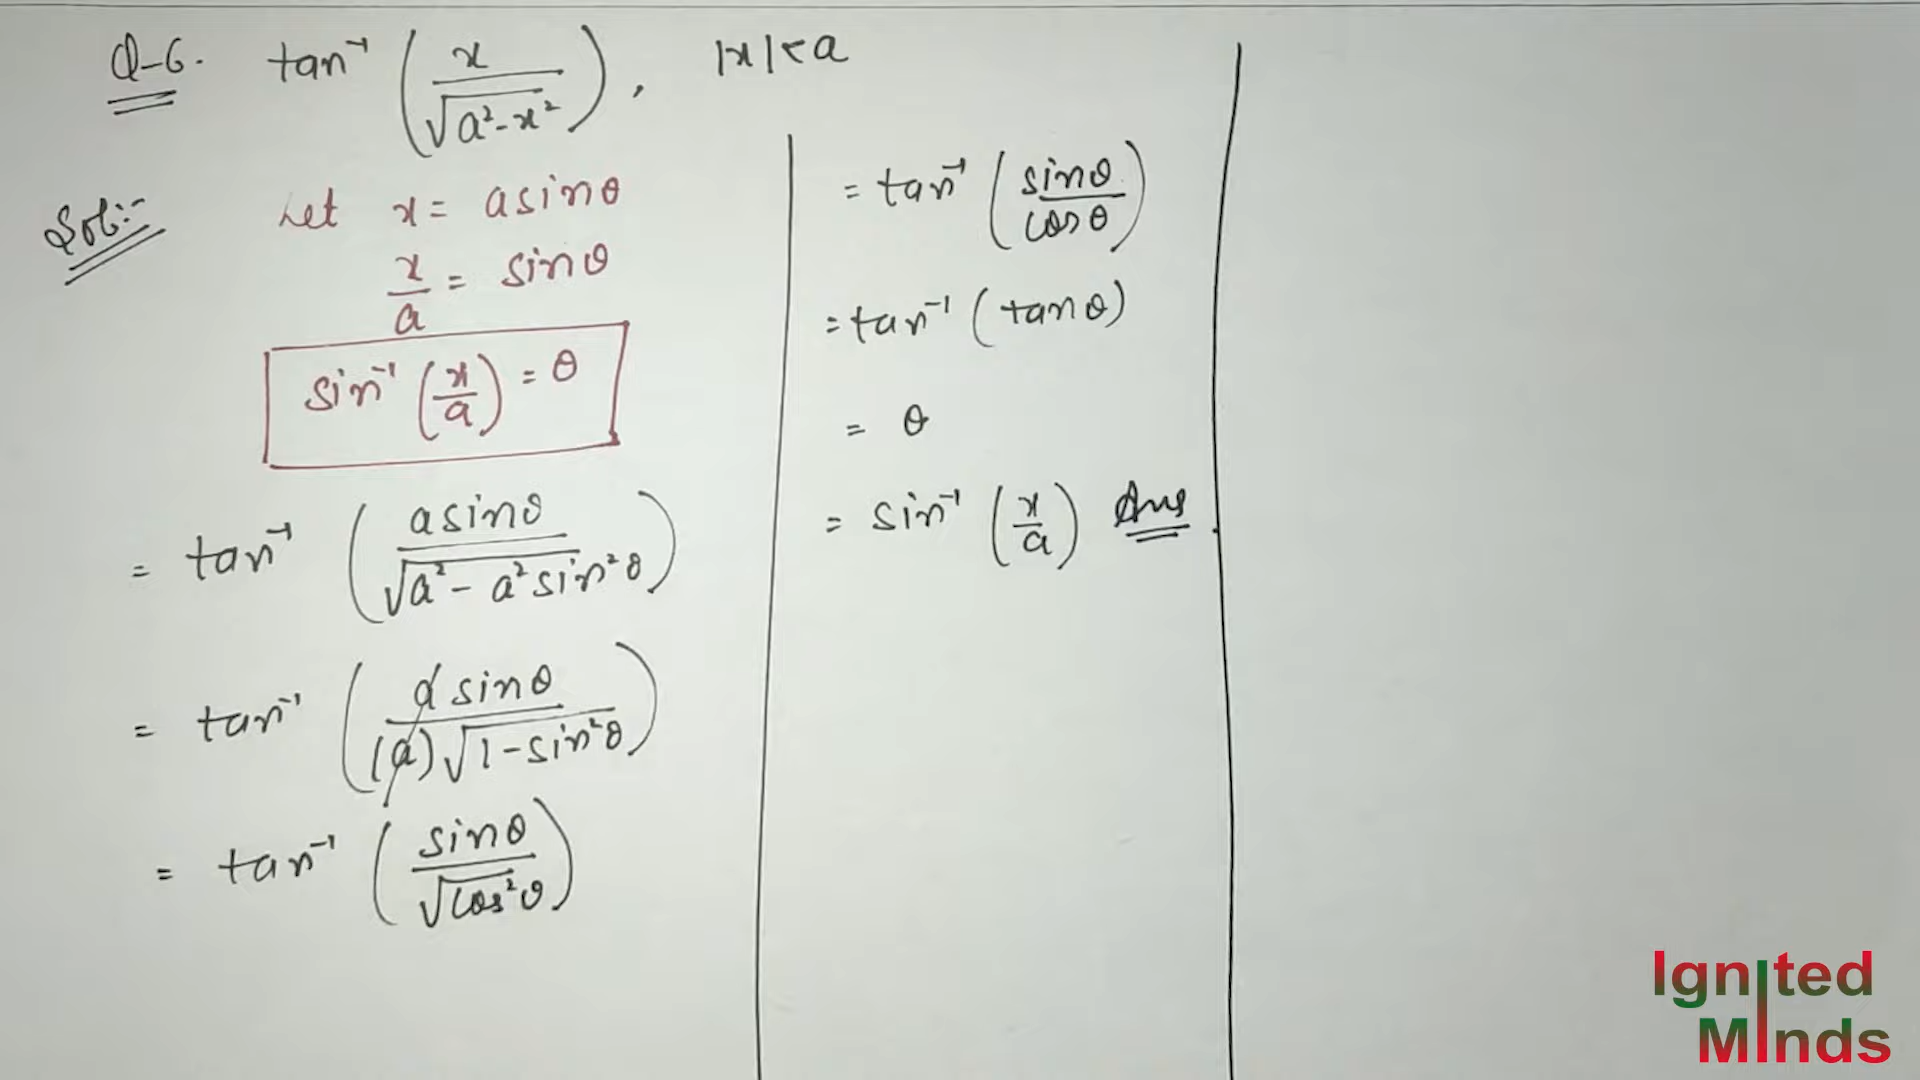 Q-6. tan⁻¹ (x/√(a²-x²)), |x|<a
Sol:-
Let x = a sinθ
x/a = sinθ
sin⁻¹ (x/a) = θ
= tan⁻¹ (a sinθ/√(a² - a² sin²θ))
= tan⁻¹ (a sinθ/(a)√(1-sin²θ))
= tan⁻¹ (sinθ/√(cos²θ))
= tan⁻¹ (sinθ/cosθ)
= tan⁻¹ (tanθ)
= θ
= sin⁻¹ (x/a) Ans.
Ignited
Minds